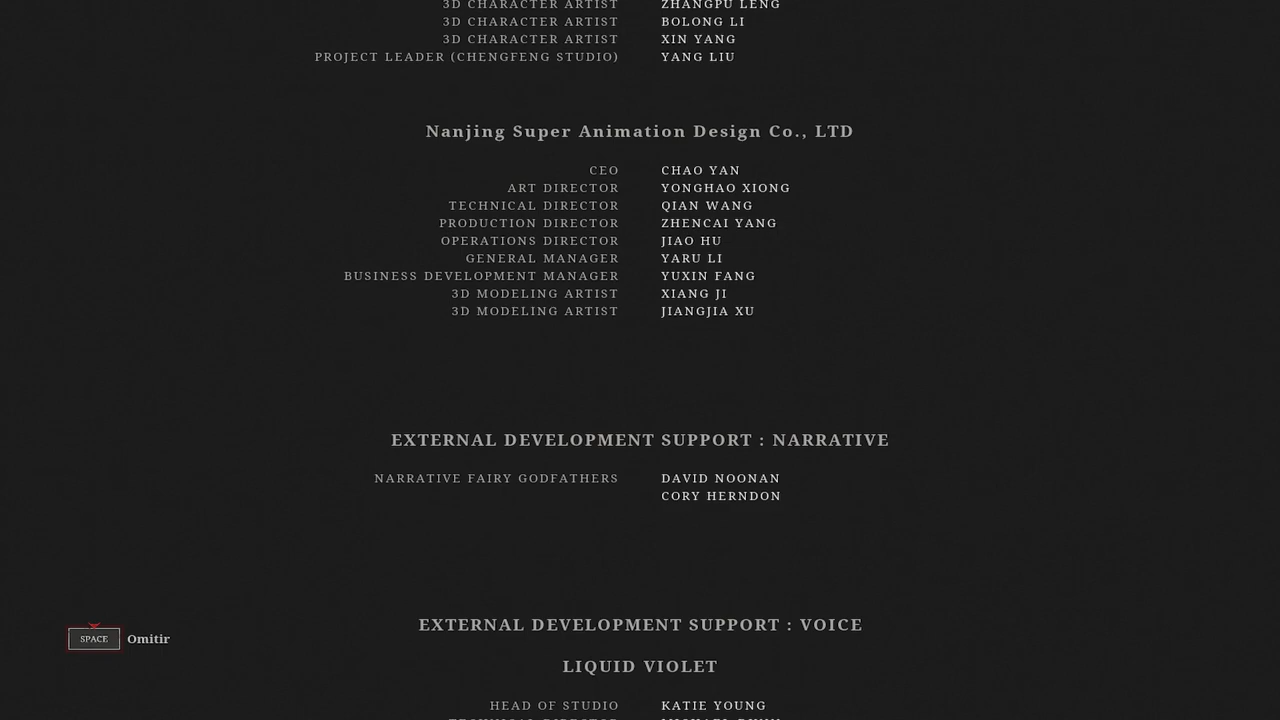 3D CHARACTER ARTIST ZHANGPU LENG
3D CHARACTER ARTIST BOLONG LI
3D CHARACTER ARTIST XIN YANG
PROJECT LEADER (CHENGFENG STUDIO) YANG LIU
Nanjing Super Animation Design Co., LTD
CEO CHAO YAN
ART DIRECTOR YONGHAO XIONG
TECHNICAL DIRECTOR QIAN WANG
PRODUCTION DIRECTOR ZHENCAI YANG
OPERATIONS DIRECTOR JIAO HU
GENERAL MANAGER YARU LI
BUSINESS DEVELOPMENT MANAGER YUXIN FANG
3D MODELING ARTIST XIANG JI
3D MODELING ARTIST JIANGJIA XU
EXTERNAL DEVELOPMENT SUPPORT : NARRATIVE
NARRATIVE FAIRY GODFATHERS DAVID NOONAN
CORY HERNDON
EXTERNAL DEVELOPMENT SUPPORT : VOICE
SPACE Omitir
LIQUID VIOLET
HEAD OF STUDIO KATIE YOUNG